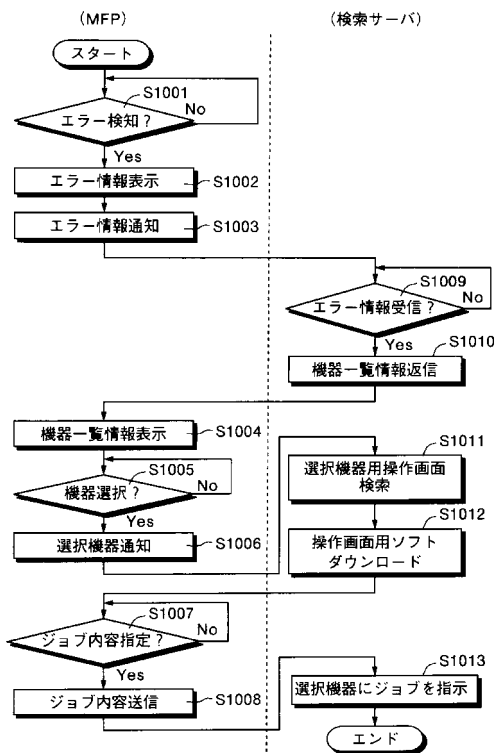 (MFP)
(検索サーバ)
スタート
S1001
No
エラー検知?
Yes
エラー情報表示
S1002
エラー情報通知
S1003
S1009
No
エラー情報受信?
Yes
S1010
機器一覧情報返信
機器一覧情報表示
S1004
S1005
機器選択?
No
Yes
選択機器通知
S1006
S1011
選択機器用操作画面
検索
S1012
操作画面用ソフト
ダウンロード
S1007
ジョブ内容指定?
No
Yes
ジョブ内容送信
S1008
S1013
選択機器にジョブを指示
エンド